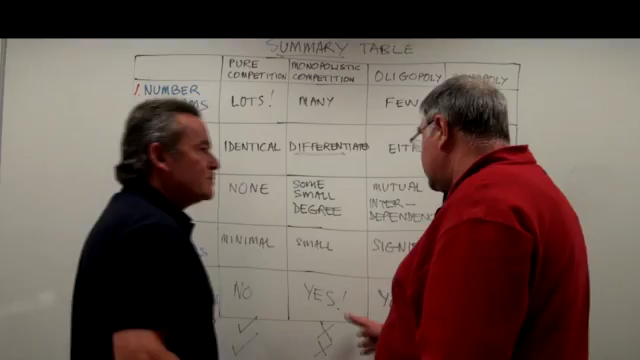 SUMMARY TABLE
PURE COMPETITION
MONOPOLISTIC COMPETITION
OLIGOPOLY
1. NUMBER
LOTS!
MANY
FEW
IDENTICAL
DIFFERENTIATED
NONE
SOME SMALL DEGREE
MUTUAL INTER- DEPENDENC
MINIMAL
SMALL
NO
YES!